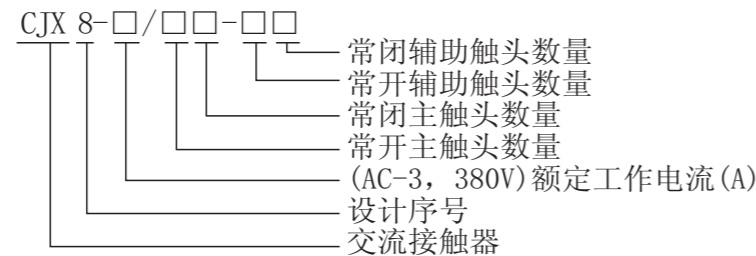 CJX 8-□/□□-□□
常闭辅助触头数量
常开辅助触头数量
常闭主触头数量
常开主触头数量
(AC-3, 380V)额定工作电流(A)
设计序号
交流接触器